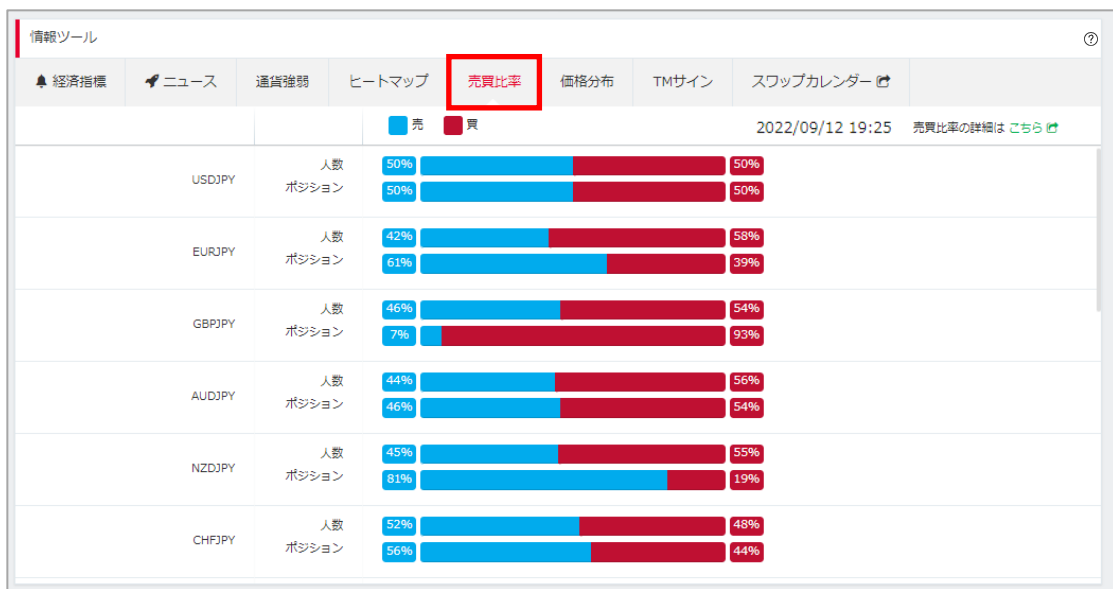 情報ツール
経済指標 ニュース 通貨強弱 ヒートマップ 売買比率 価格分布 TMサイン スワップカレンダー
売 買 2022/09/12 19:25 売買比率の詳細は こちら
USDJPY
人数 50% 50%
ポジション 50% 50%
EURJPY
人数 42% 58%
ポジション 61% 39%
GBPJPY
人数 46% 54%
ポジション 7% 93%
AUDJPY
人数 44% 56%
ポジション 46% 54%
NZDJPY
人数 45% 55%
ポジション 81% 19%
CHFJPY
人数 52% 48%
ポジション 56% 44%